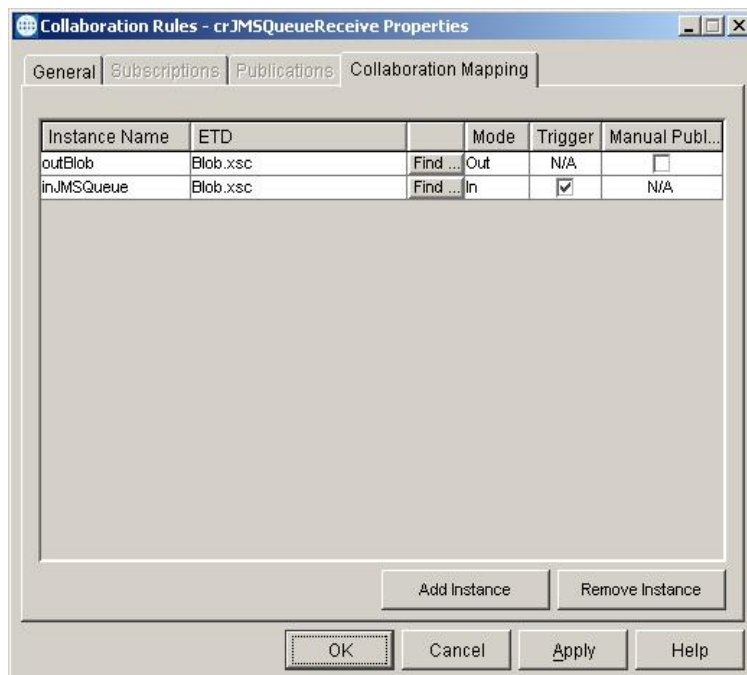 Collaboration Rules - crJMSQueueReceive Properties
General Subscriptions Publications Collaboration Mapping
Instance Name ETD Mode Trigger Manual Publ...
outBlob Blob.xsc Find ... Out N/A
inJMSQueue Blob.xsc Find ... In N/A
Add Instance Remove Instance
OK Cancel Apply Help